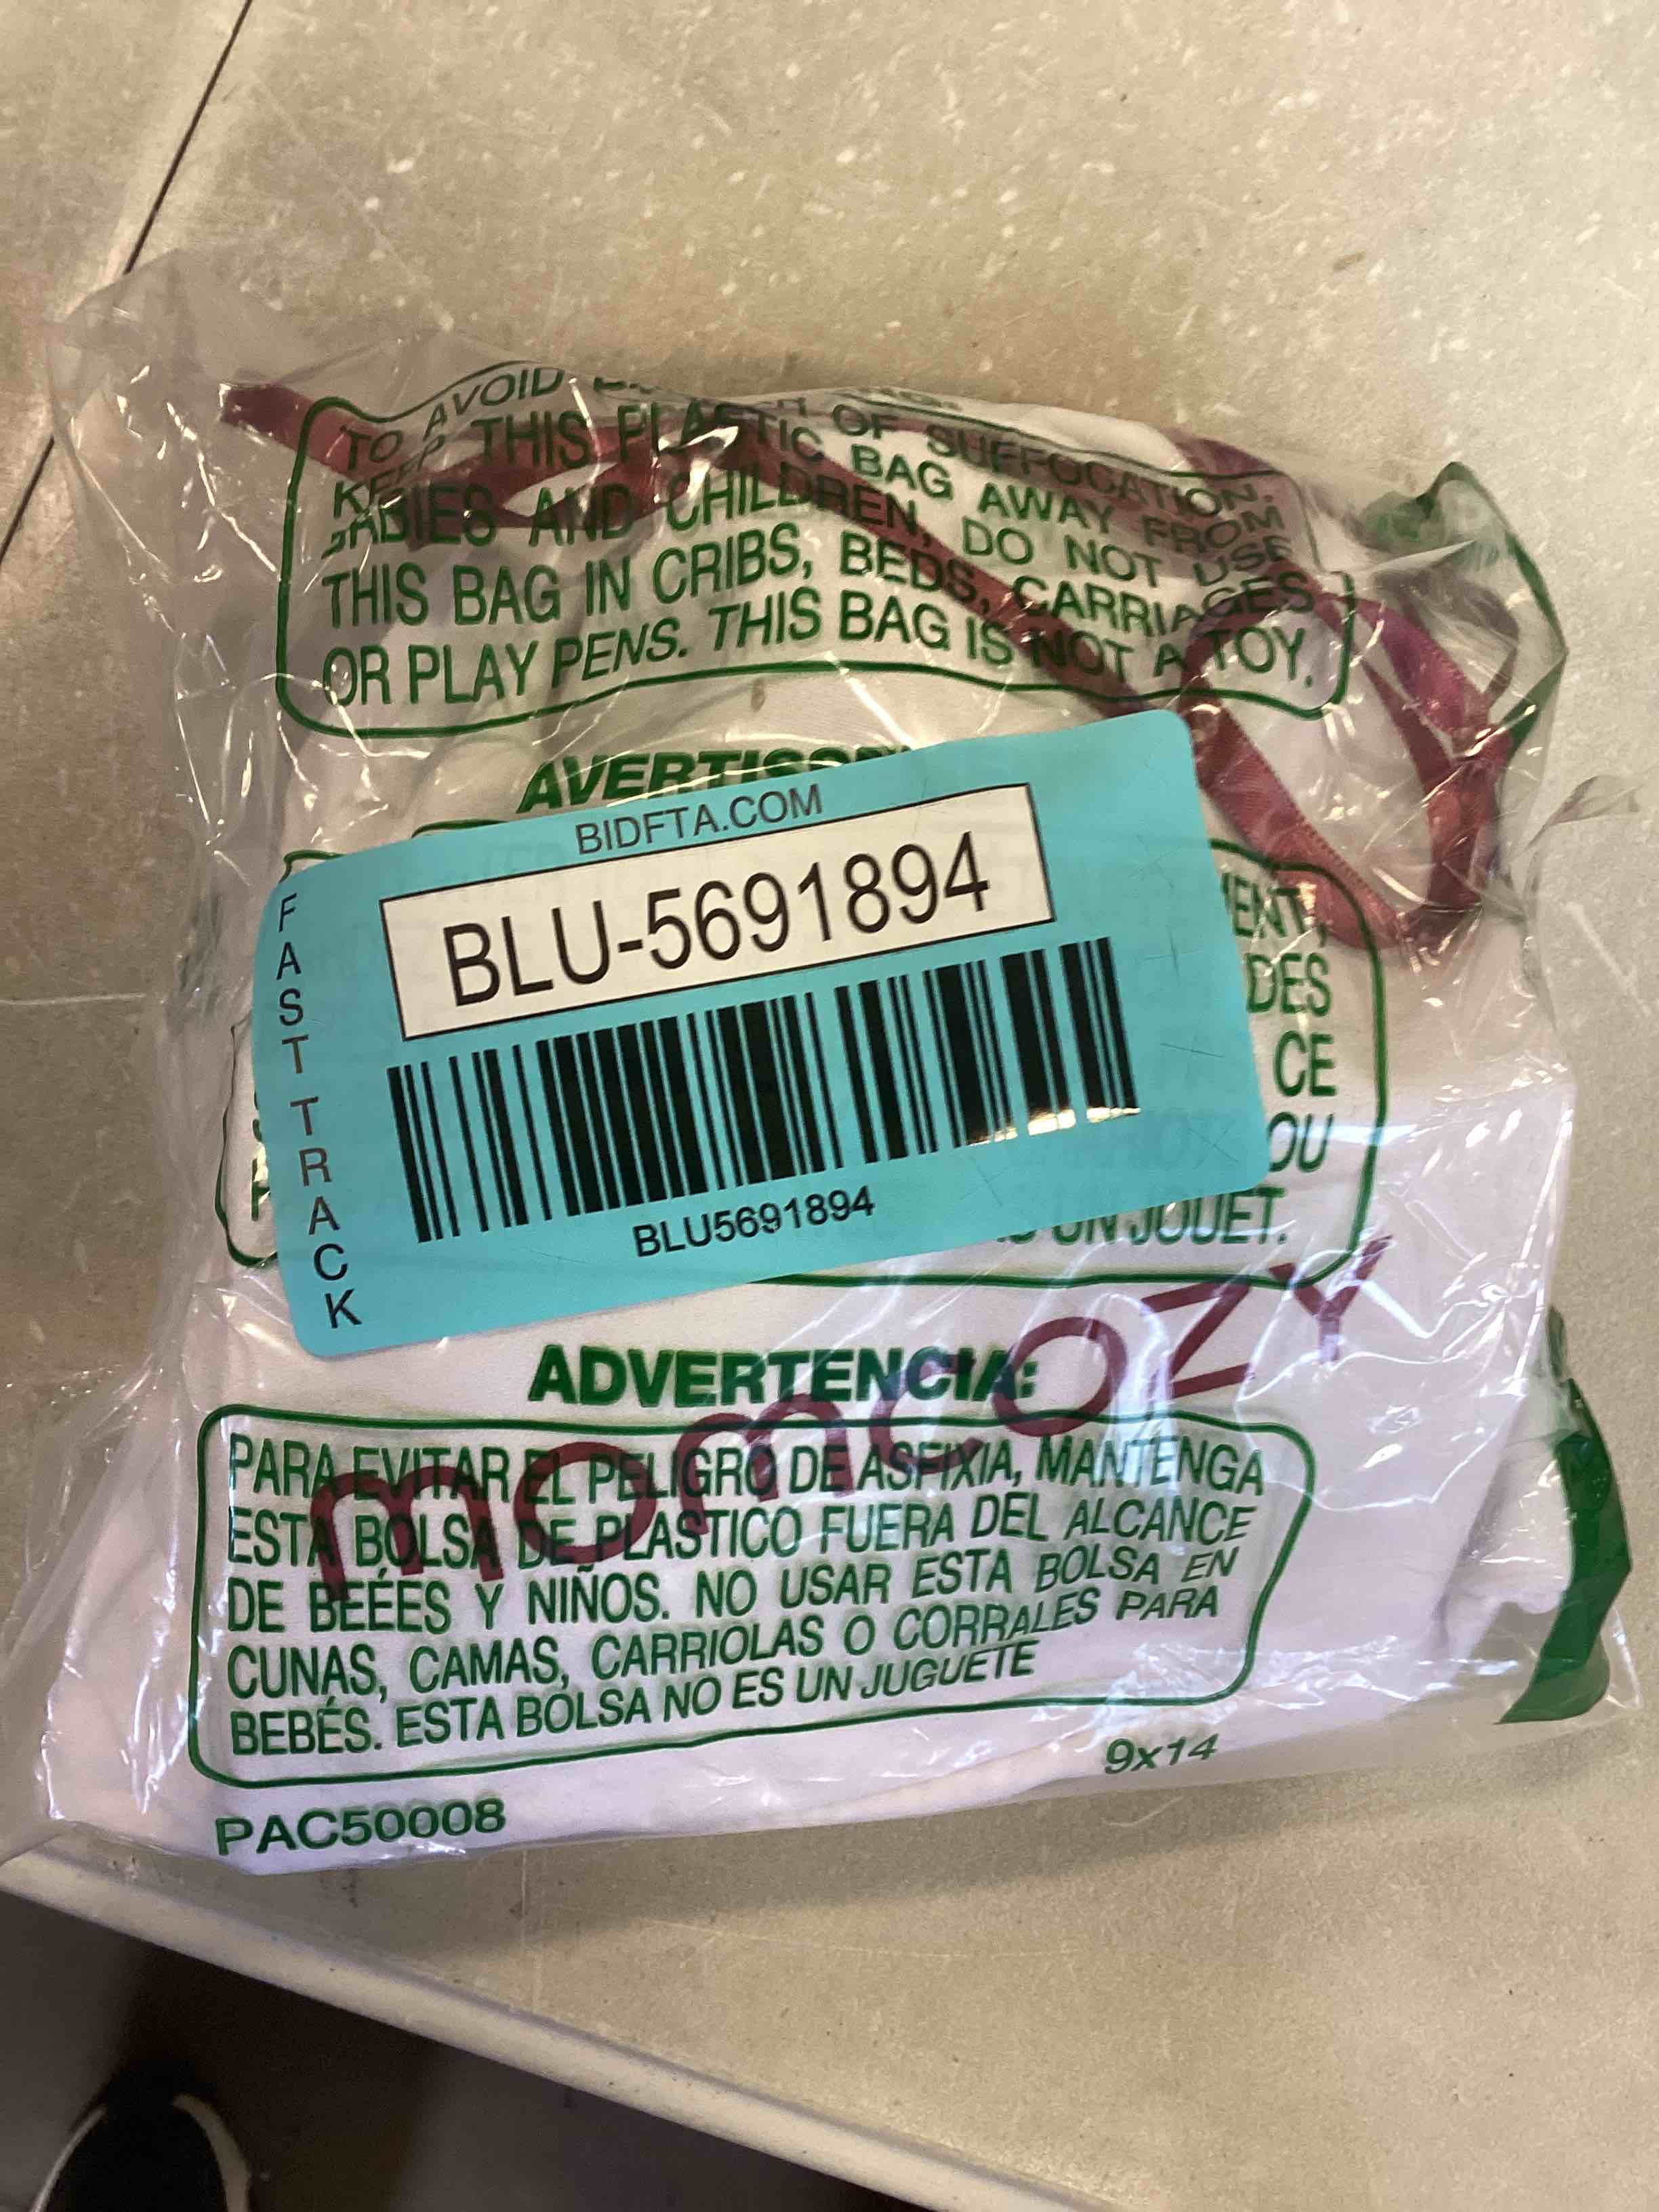 TO AVOID OF SUFFOCATION.
KEEP THIS PLASTIC BAG AWAY FROM
BABIES AND CHILDREN, DO NOT USE
THIS BAG IN CRIBS, BEDS, CARRIAGES
OR PLAY PENS. THIS BAG IS NOT A TOY.
BIDFTA.COM
FAST TRACK
BLU-5691894
BLU5691894
DES
CE
OU
UN JOUET.
momcozy
ADVERTENCIA:
PARA EVITAR EL PELIGRO DE ASFIXIA, MANTENGA
ESTA BOLSA DE PLASTICO FUERA DEL ALCANCE
DE BEÉES Y NIÑOS. NO USAR ESTA BOLSA EN
CUNAS, CAMAS, CARRIOLAS O CORRALES PARA
BEBÉS. ESTA BOLSA NO ES UN JUGUETE
9x14
PAC50008